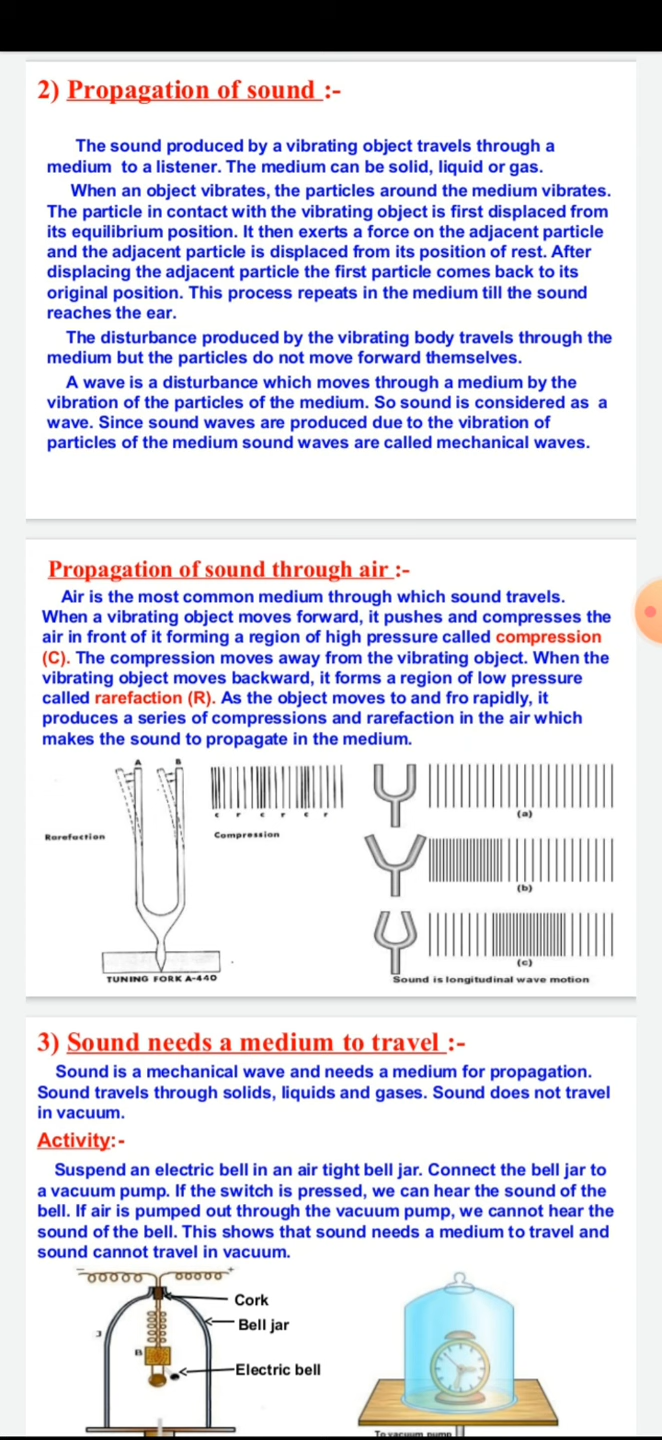 2) Propagation of sound :-
The sound produced by a vibrating object travels through a
medium to a listener. The medium can be solid, liquid or gas.
When an object vibrates, the particles around the medium vibrates.
The particle in contact with the vibrating object is first displaced from
its equilibrium position. It then exerts a force on the adjacent particle
and the adjacent particle is displaced from its position of rest. After
displacing the adjacent particle the first particle comes back to its
original position. This process repeats in the medium till the sound
reaches the ear.
The disturbance produced by the vibrating body travels through the
medium but the particles do not move forward themselves.
A wave is a disturbance which moves through a medium by the
vibration of the particles of the medium. So sound is considered as a
wave. Since sound waves are produced due to the vibration of
particles of the medium sound waves are called mechanical waves.
Propagation of sound through air :-
Air is the most common medium through which sound travels.
When a vibrating object moves forward, it pushes and compresses the
air in front of it forming a region of high pressure called compression
(C). The compression moves away from the vibrating object. When the
vibrating object moves backward, it forms a region of low pressure
called rarefaction (R). As the object moves to and fro rapidly, it
produces a series of compressions and rarefaction in the air which
makes the sound to propagate in the medium.
A B
c r c r c r
(a)
Rarefaction
Compression
(b)
(c)
TUNING FORK A-440
Sound is longitudinal wave motion
3) Sound needs a medium to travel :-
Sound is a mechanical wave and needs a medium for propagation.
Sound travels through solids, liquids and gases. Sound does not travel
in vacuum.
Activity:-
Suspend an electric bell in an air tight bell jar. Connect the bell jar to
a vacuum pump. If the switch is pressed, we can hear the sound of the
bell. If air is pumped out through the vacuum pump, we cannot hear the
sound of the bell. This shows that sound needs a medium to travel and
sound cannot travel in vacuum.
- +
Cork
Bell jar
J
B
Electric bell
To vacuum pump